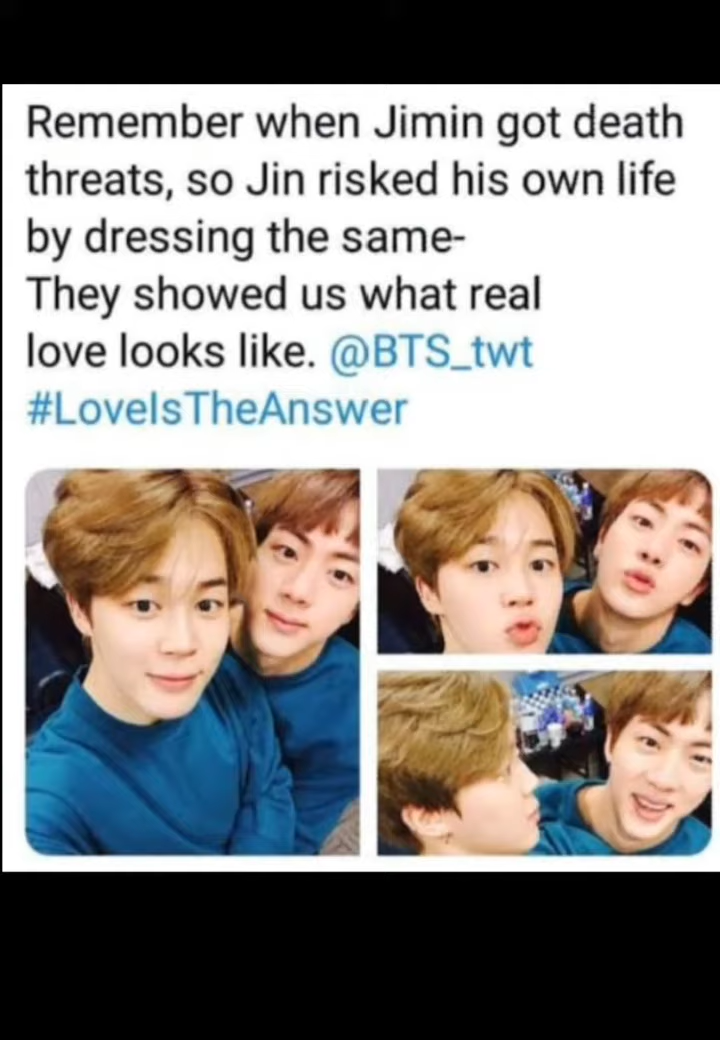 Remember when Jimin got death
threats, so Jin risked his own life
by dressing the same-
They showed us what real
love looks like. @BTS_twt
#LoveIsTheAnswer